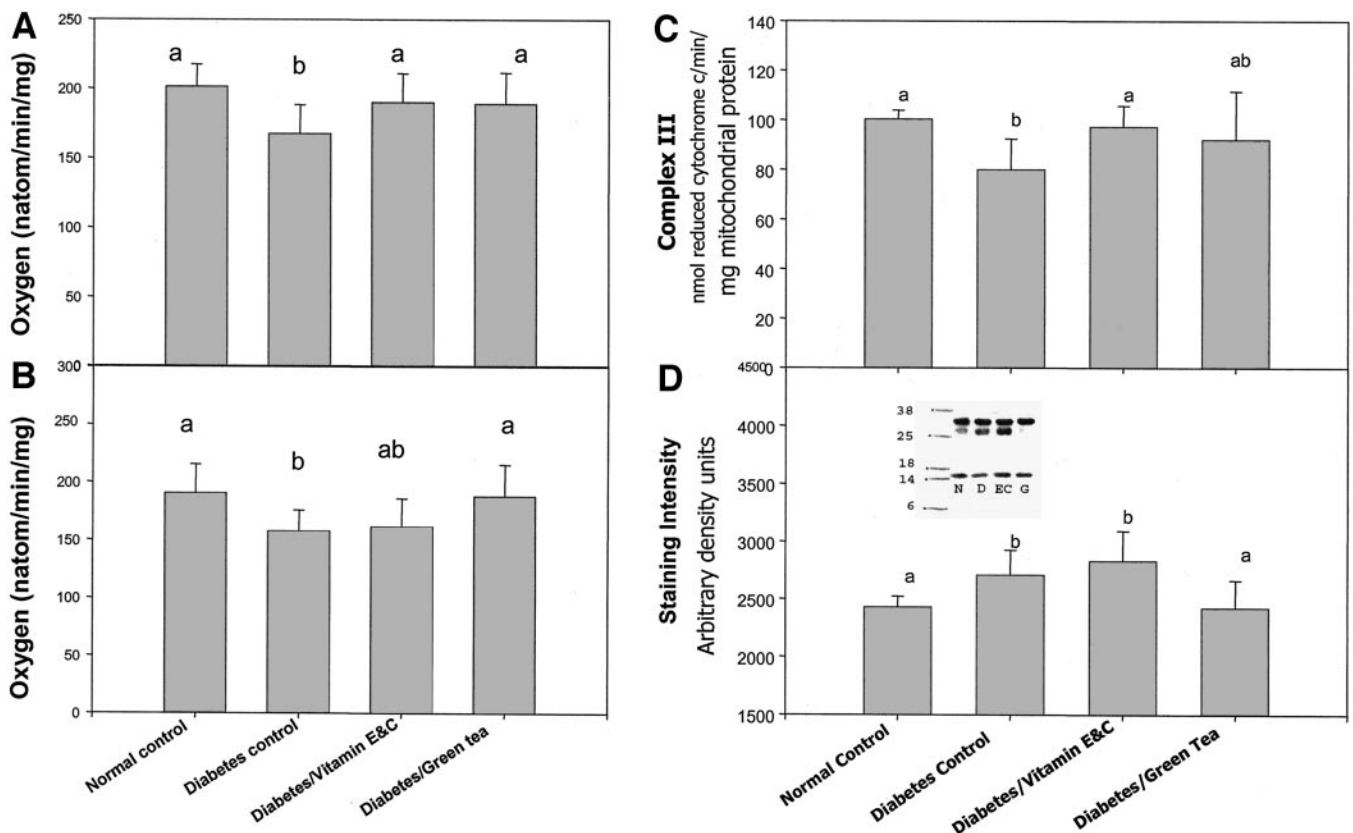 A
Oxygen (natom/min/mg)
250
200
150
100
50
a
b
a
a
B
Oxygen (natom/min/mg)
300
250
200
150
100
50
0
a
b
ab
a
Normal control
Diabetes control
Diabetes/Vitamin E&C
Diabetes/Green tea
C
Complex III
nmol reduced cytochrome c/min/
mg mitochondrial protein
140
120
100
80
60
40
20
0
a
b
a
ab
D
Staining Intensity
Arbitrary density units
4500
4000
3500
3000
2500
2000
1500
38
25
18
14
6
N D EC G
a
b
b
a
Normal Control
Diabetes Control
Diabetes/Vitamin E&C
Diabetes/Green Tea